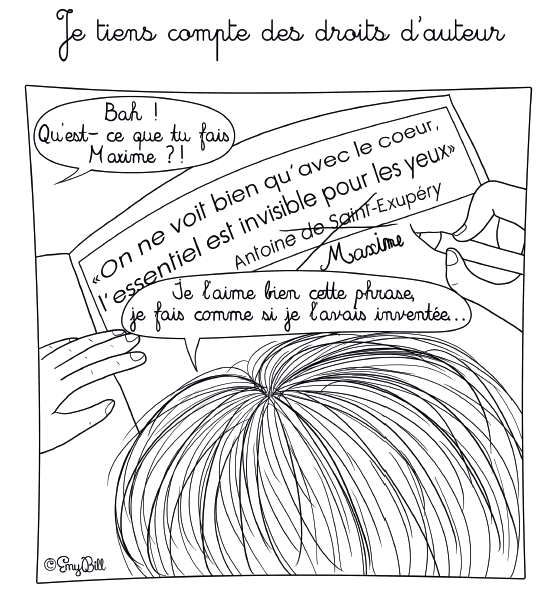 Je tiens compte des droits d'auteur
Bah !
Qu'est-ce que tu fais
Maxime ?!
«On ne voit bien qu'avec le coeur,
l'essentiel est invisible pour les yeux»
Antoine de Saint-Exupéry
Maxime
Je l'aime bien cette phrase,
je fais comme si je l'avais inventée...
©EmyBill